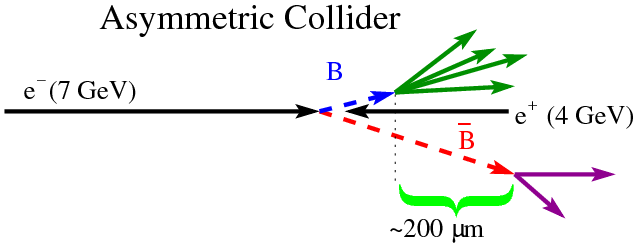 Asymmetric Collider
B
e⁻(7 GeV)
e⁺ (4 GeV)
B̅
~200 μm